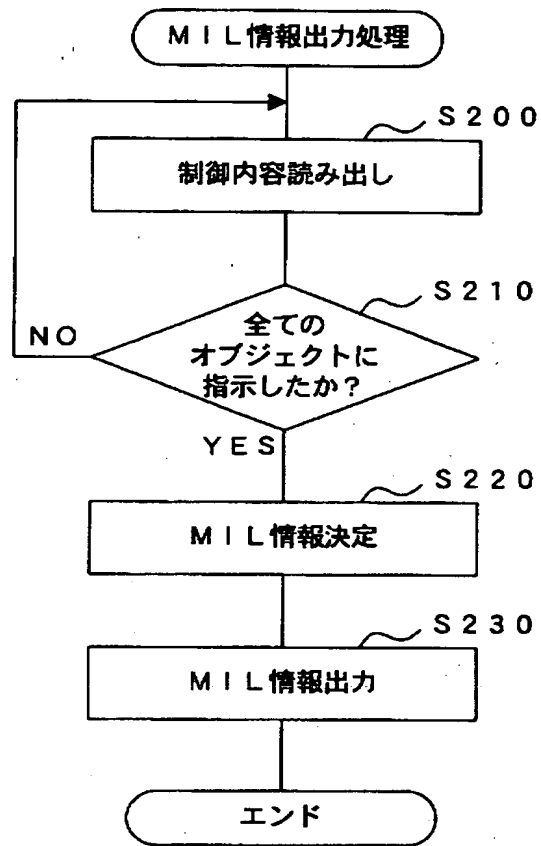 MIL情報出力処理
S200
制御内容読み出し
S210
全ての
オブジェクトに
指示したか？
NO
YES
S220
MIL情報決定
S230
MIL情報出力
エンド